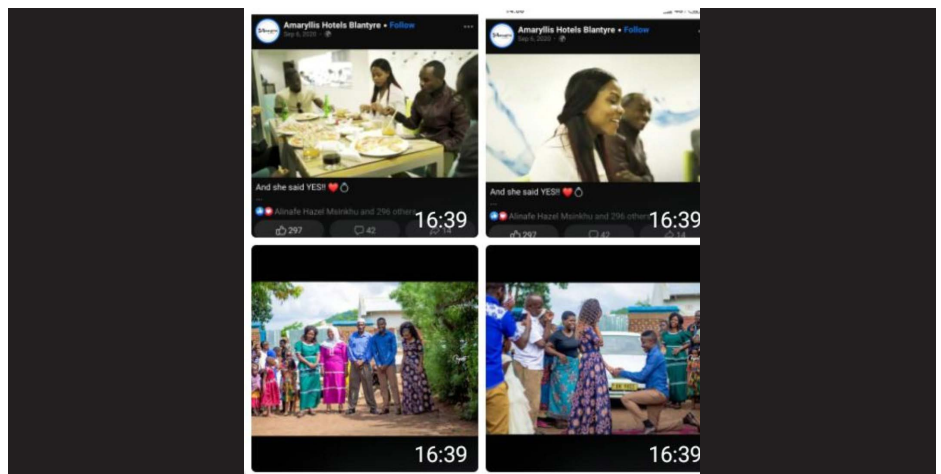 Amaryllis Hotels Blantyre • Follow
Sep 6, 2020
And she said YES!! ❤️💍
...
Alinafe Hazel Msinkhu and 296 others
297 42 14
16:39
Amaryllis Hotels Blantyre • Follow
Sep 6, 2020
And she said YES!! ❤️💍
...
Alinafe Hazel Msinkhu and 296 others
297 42 14
16:39
16:39
16:39